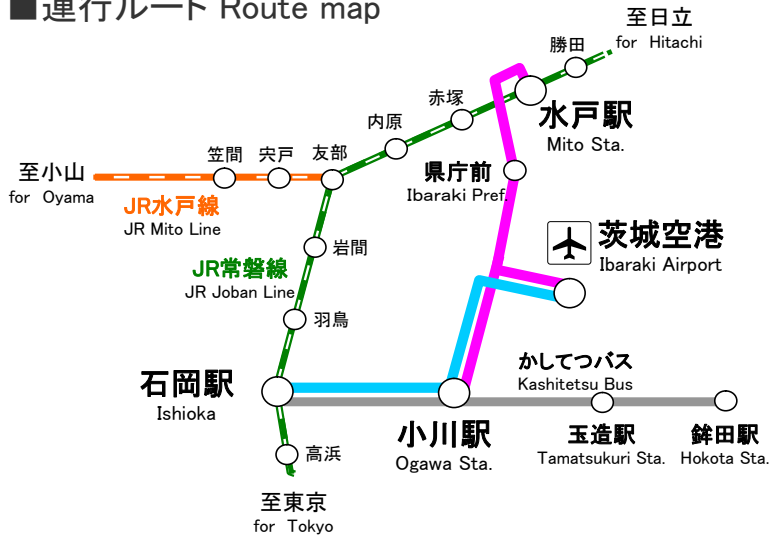 ■運行ルート Route map
至日立
for Hitachi
勝田
水戸駅
Mito Sta.
赤塚
内原
友部
宍戸
笠間
至小山
for Oyama
JR水戸線
JR Mito Line
県庁前
Ibaraki Pref.
茨城空港
Ibaraki Airport
岩間
JR常磐線
JR Joban Line
羽鳥
石岡駅
Ishioka
かしてつバス
Kashitetsu Bus
小川駅
Ogawa Sta.
玉造駅
Tamatsukuri Sta.
鉾田駅
Hokota Sta.
高浜
至東京
for Tokyo